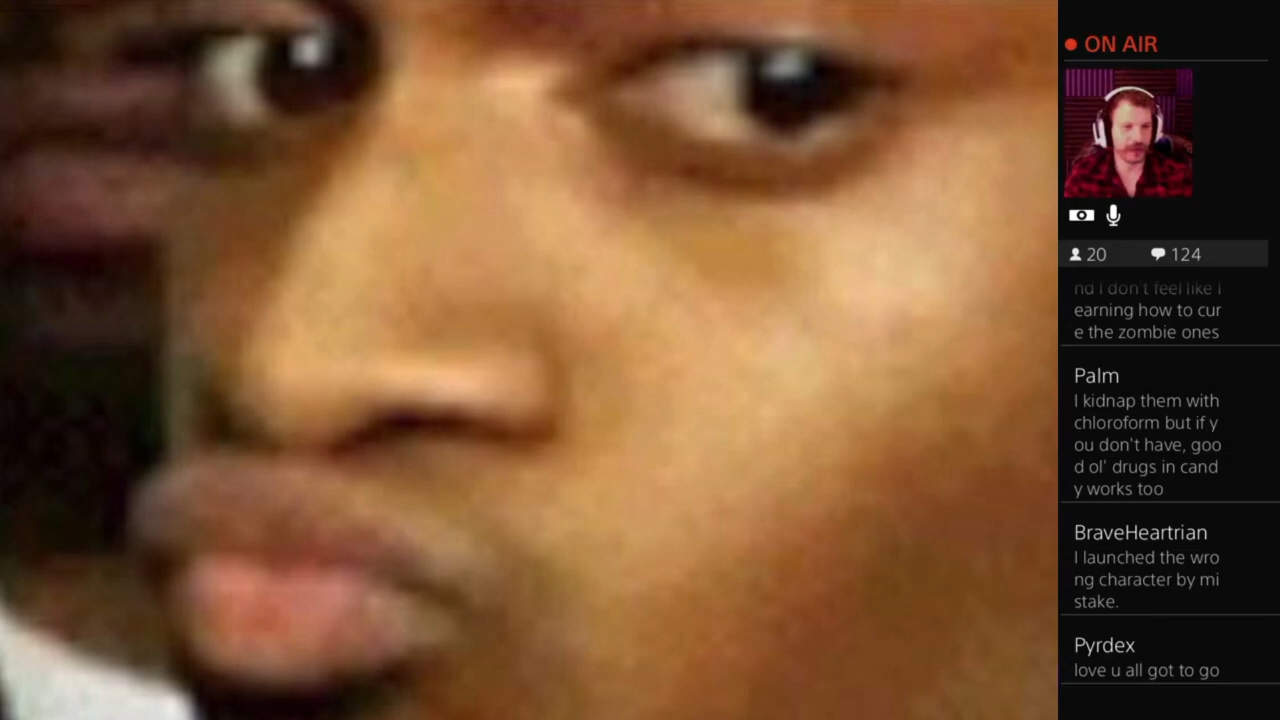 ON AIR
20 124
nd i don't feel like l
earning how to cur
e the zombie ones
Palm
I kidnap them with
chloroform but if y
ou don't have, goo
d ol' drugs in cand
y works too
BraveHeartrian
I launched the wro
ng character by mi
stake.
Pyrdex
love u all got to go